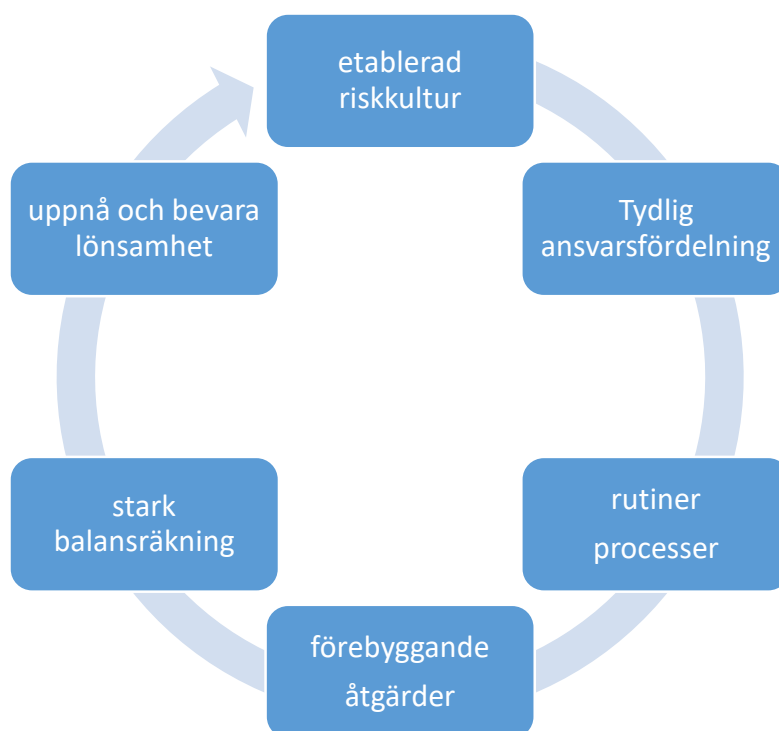 etablerad
riskkultur
Tydlig
ansvarsfördelning
rutiner
processer
förebyggande
åtgärder
stark
balansräkning
uppnå och bevara
lönsamhet